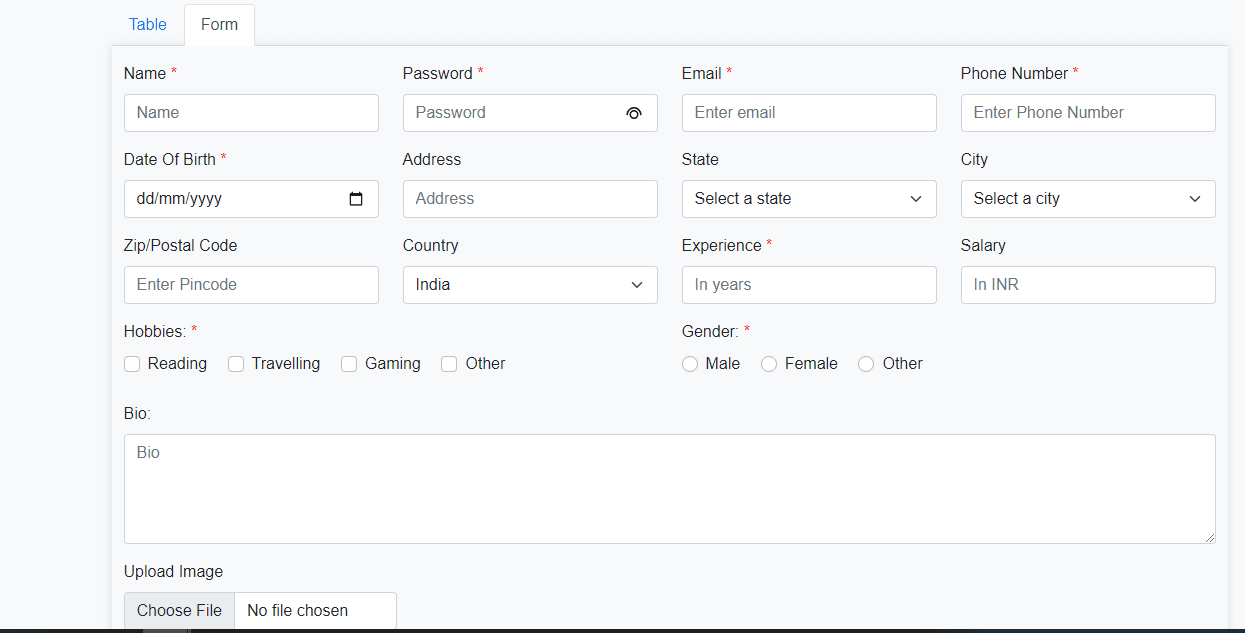 Table Form
Name * Password * Email * Phone Number *
Name Password Enter email Enter Phone Number
Date Of Birth * Address State City
dd/mm/yyyy Address Select a state Select a city
Zip/Postal Code Country Experience * Salary
Enter Pincode India In years In INR
Hobbies: * Gender: *
Reading Travelling Gaming Other Male Female Other
Bio:
Bio
Upload Image
Choose File No file chosen